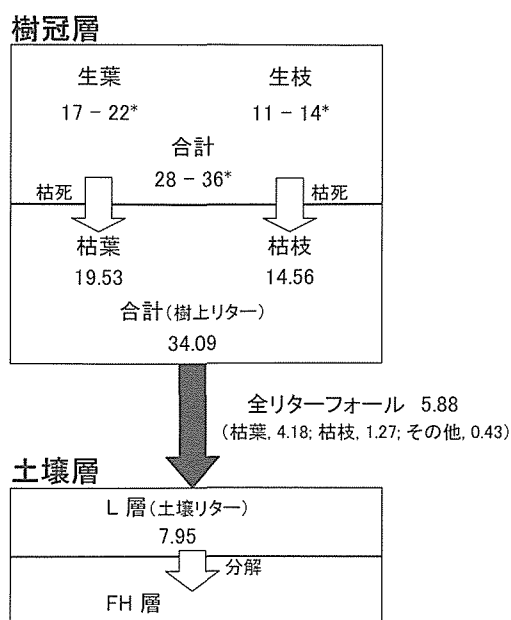 樹冠層
生葉 生枝
17 − 22* 11 − 14*
合計
28 − 36*
枯死 枯死
枯葉 枯枝
19.53 14.56
合計(樹上リター)
34.09
全リターフォール 5.88
(枯葉, 4.18; 枯枝, 1.27; その他, 0.43)
土壌層
L 層(土壌リター)
7.95
分解
FH 層